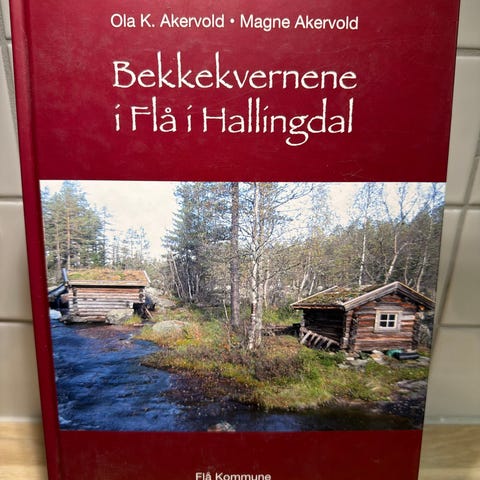 Ola K. Akervold • Magne Akervold
Bekkekvernene
i Flå i Hallingdal
Flå Kommune